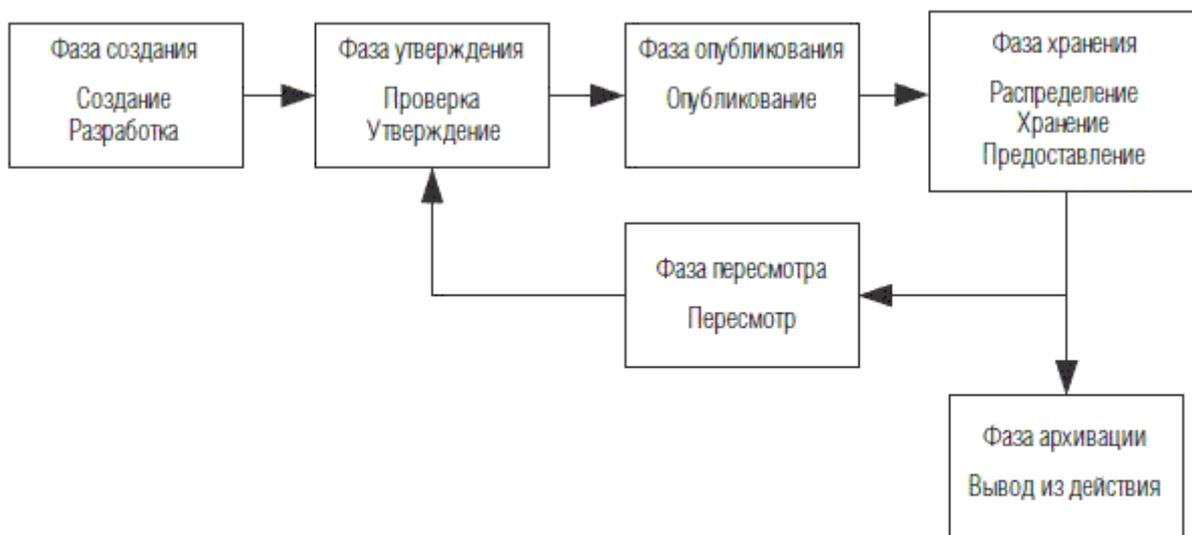 Фаза создания
Создание
Разработка
Фаза утверждения
Проверка
Утверждение
Фаза опубликования
Опубликование
Фаза хранения
Распределение
Хранение
Предоставление
Фаза пересмотра
Пересмотр
Фаза архивации
Вывод из действия